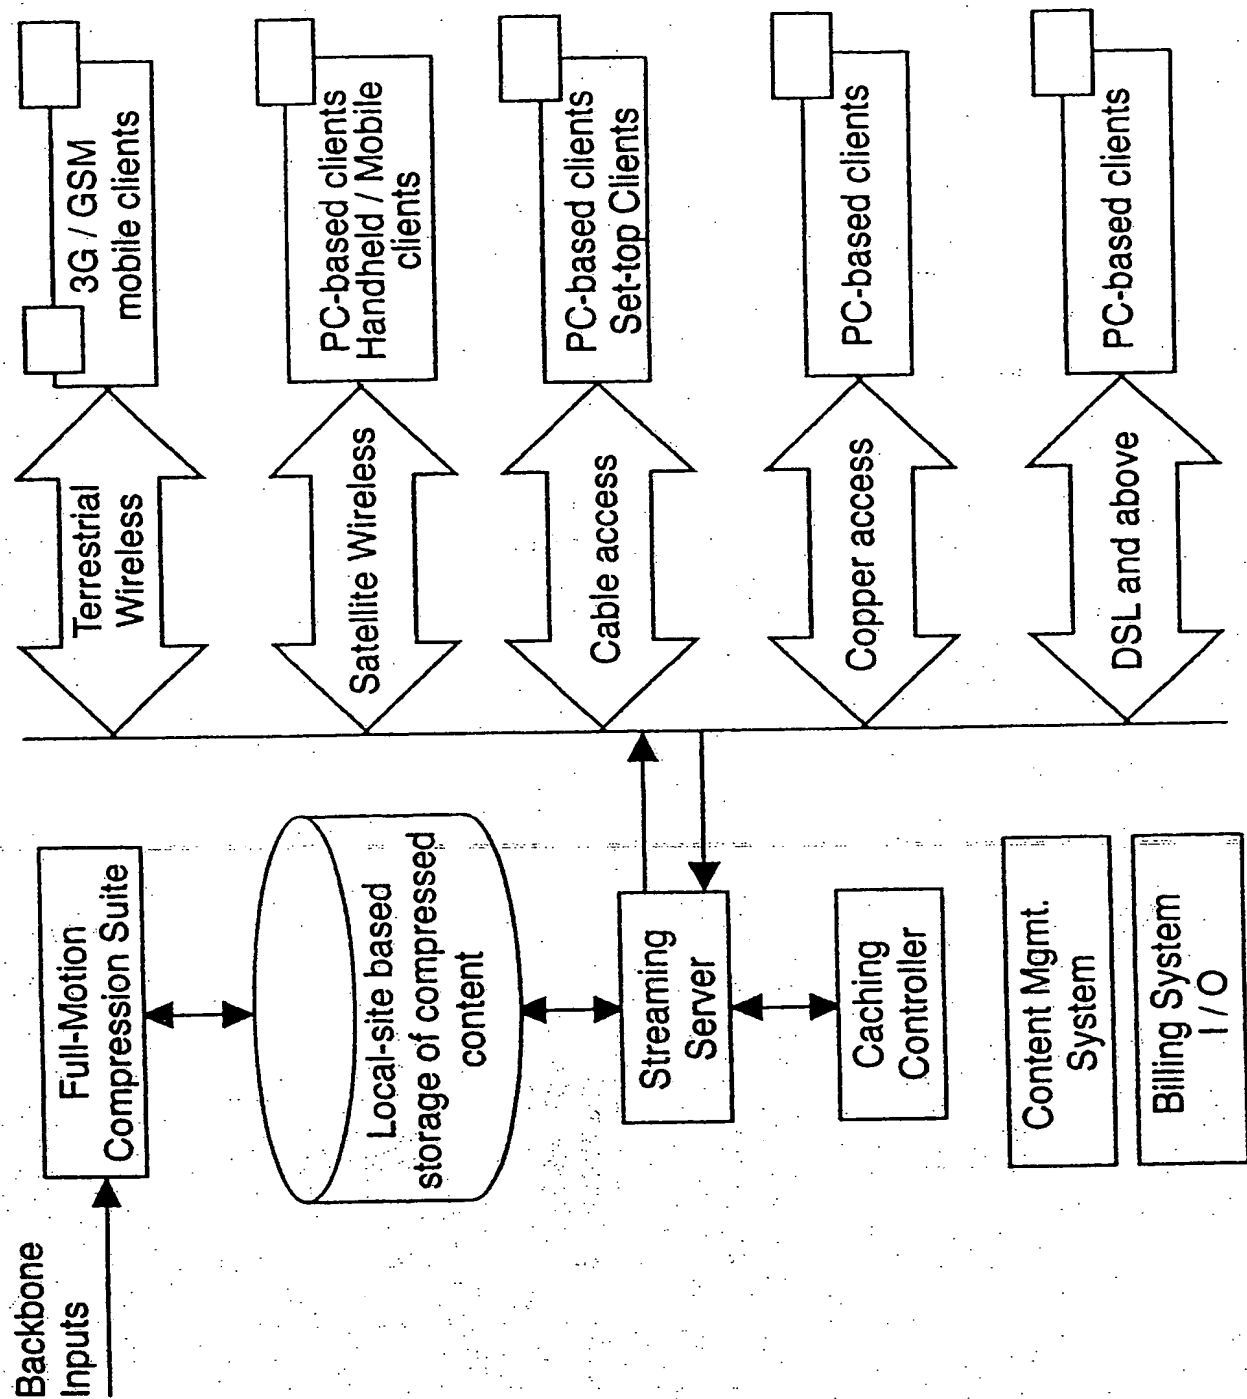 Backbone
Inputs
Full-Motion
Compression Suite
Local-site based
storage of compressed
content
Streaming
Server
Caching
Controller
Content Mgmt.
System
Billing System
I / O
Terrestrial
Wireless
Satellite Wireless
Cable access
Copper access
DSL and above
3G / GSM
mobile clients
PC-based clients
Handheld / Mobile
clients
PC-based clients
Set-top Clients
PC-based clients
PC-based clients